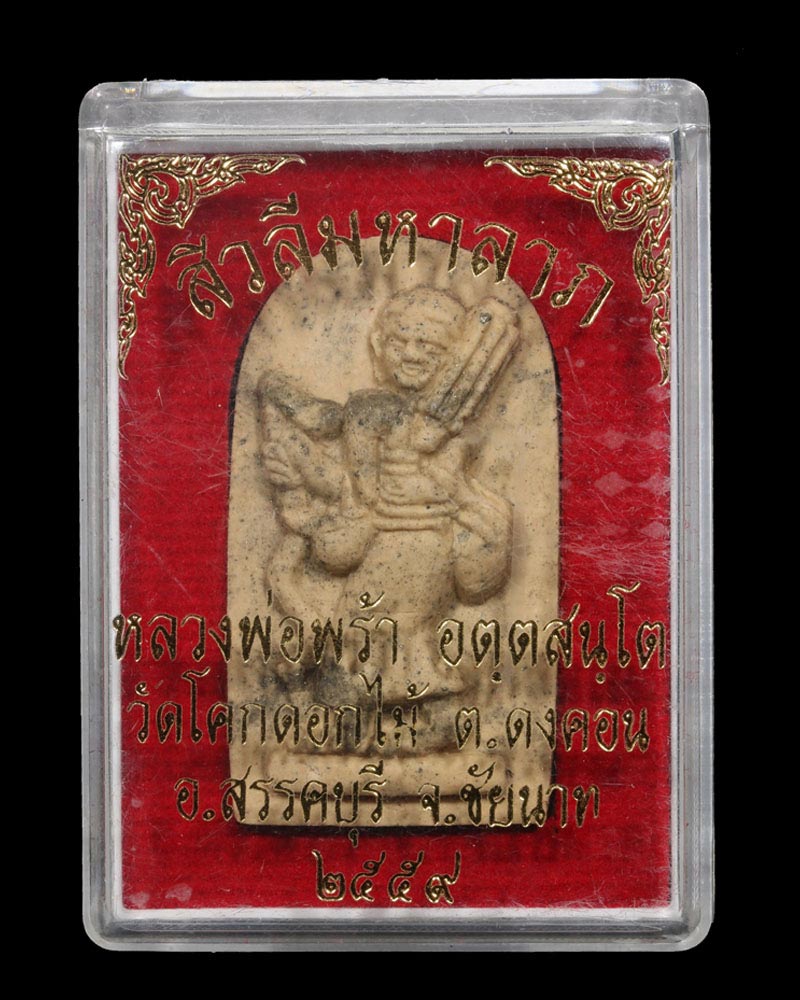 สีวลีมหาลาภ
หลวงพ่อพร้า อตฺตสนฺโต
วัดโคกดอกไม้ ต.ดงคอน
อ.สรรคบุรี จ.ชัยนาท
๒๕๕๙